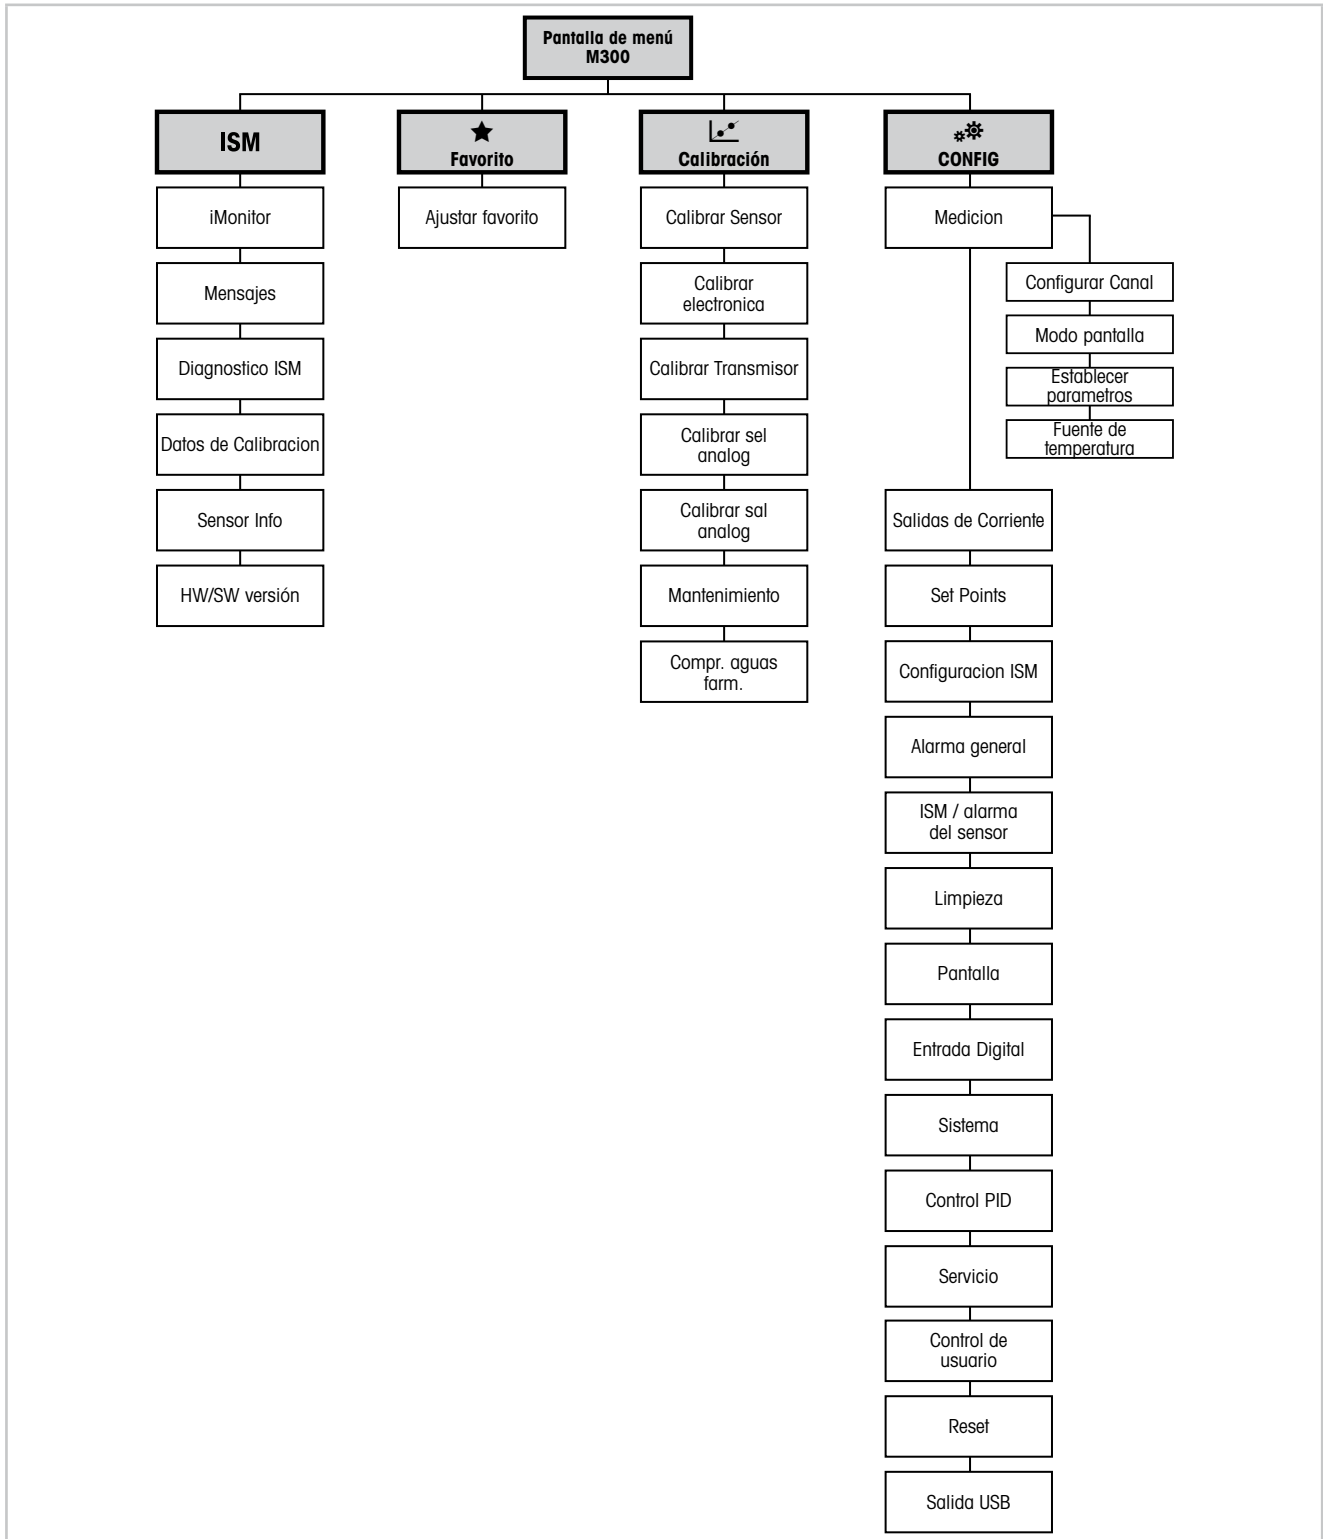 Pantalla de menú
M300
ISM
iMonitor
Mensajes
Diagnostico ISM
Datos de Calibracion
Sensor Info
HW/SW versión
Favorito
Ajustar favorito
Calibración
Calibrar Sensor
Calibrar
electronica
Calibrar Transmisor
Calibrar sel
analog
Calibrar sal
analog
Mantenimiento
Compr. aguas
farm.
CONFIG
Medicion
Configurar Canal
Modo pantalla
Establecer
parametros
Fuente de
temperatura
Salidas de Corriente
Set Points
Configuracion ISM
Alarma general
ISM / alarma
del sensor
Limpieza
Pantalla
Entrada Digital
Sistema
Control PID
Servicio
Control de
usuario
Reset
Salida USB